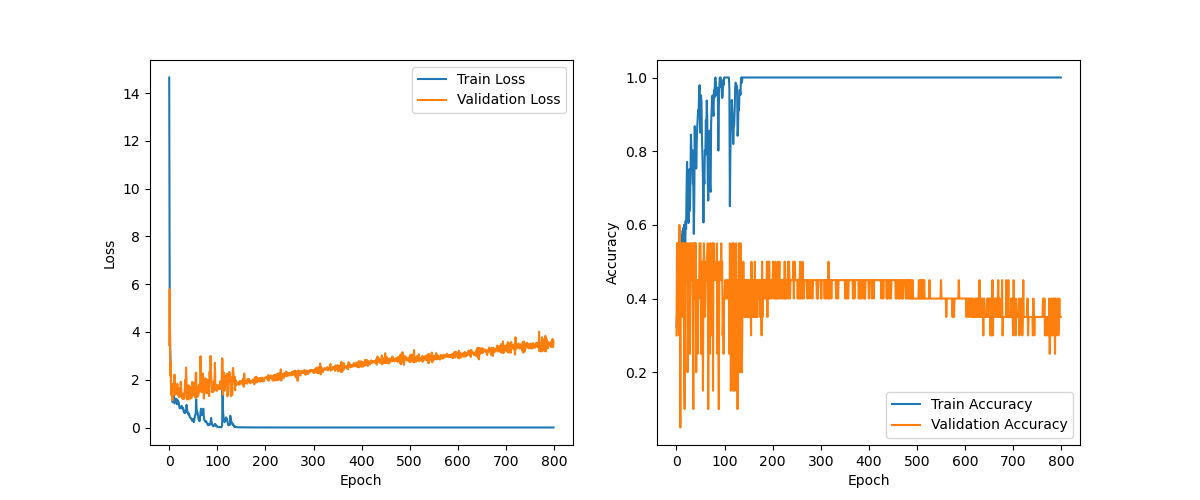 14
12
10
8
6
4
2
0
Loss
0 100 200 300 400 500 600 700 800
Epoch
Train Loss
Validation Loss
1.0
0.8
0.6
0.4
0.2
Accuracy
0 100 200 300 400 500 600 700 800
Epoch
Train Accuracy
Validation Accuracy